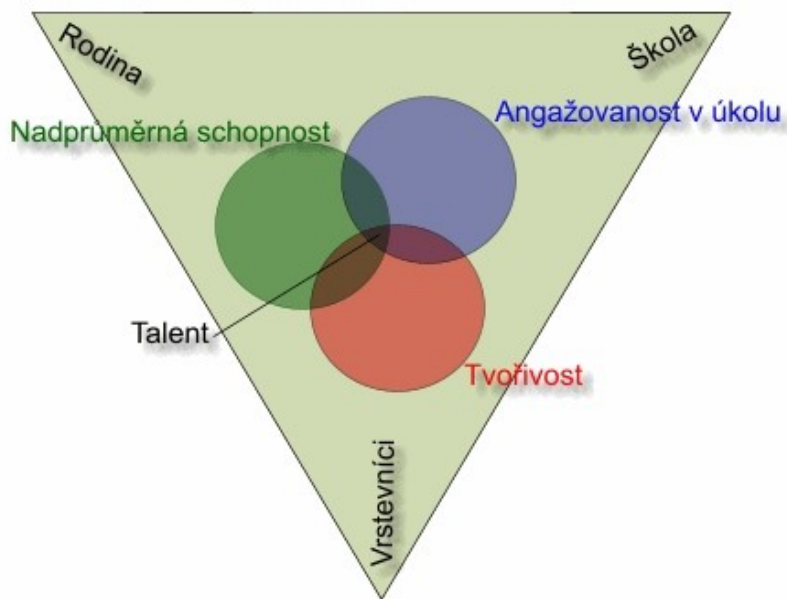 Rodina
Škola
Angažovanost v úkolu
Nadprůměrná schopnost
Talent
Tvořivost
Vrstevníci